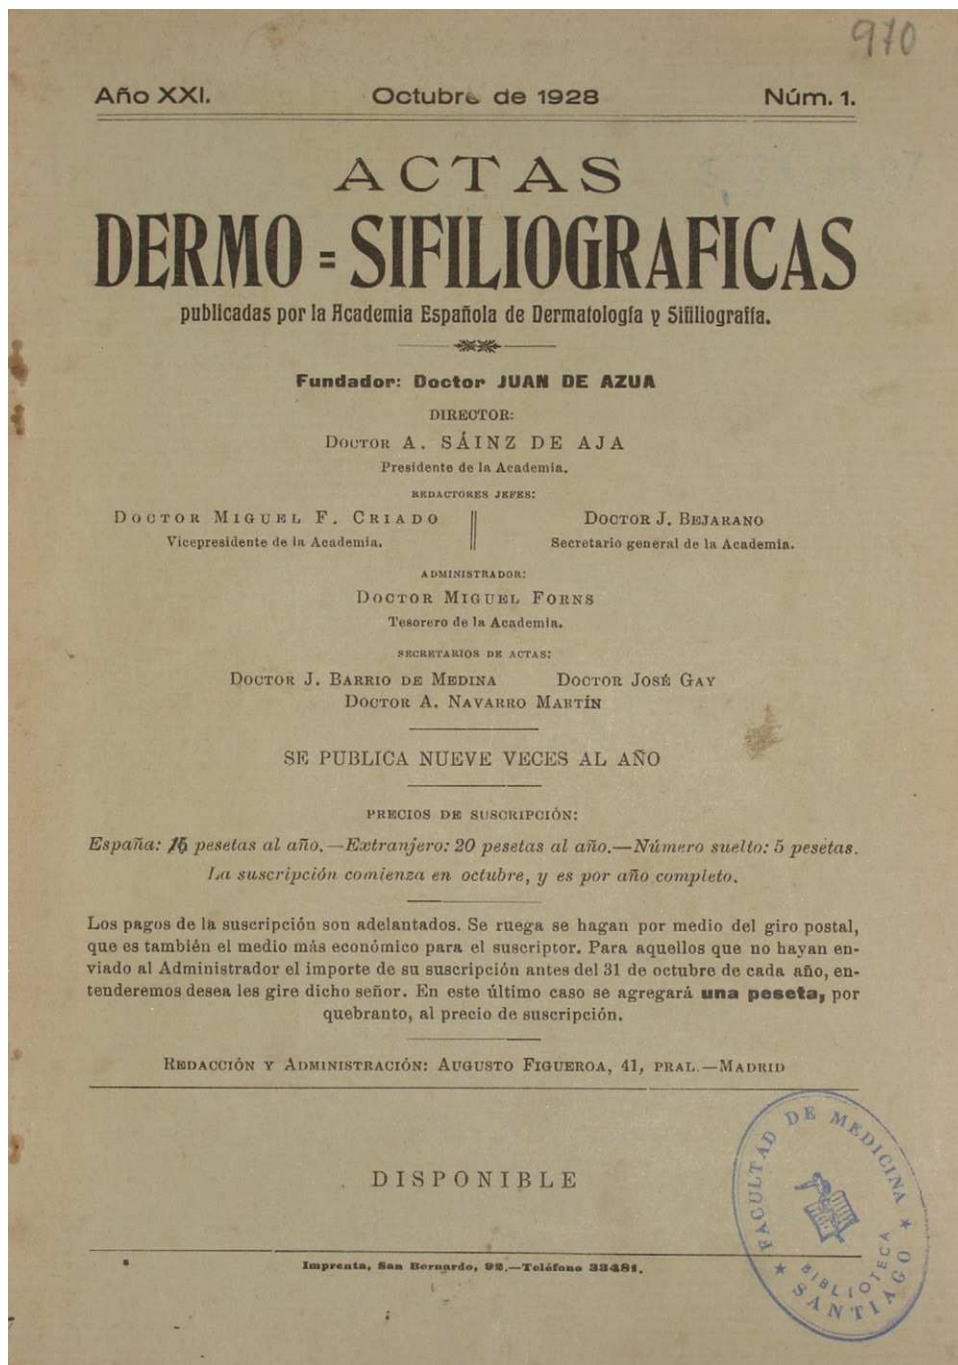 970
Año XXI.
Octubre de 1928
Núm. 1.
ACTAS
DERMO = SIFILIOGRAFICAS
publicadas por la Academia Española de Dermatología y Sifiliografía.
Fundador: Doctor JUAN DE AZUA
DIRECTOR:
DOCTOR A. SÁINZ DE AJA
Presidente de la Academia.
REDACTORES JEFES:
DOCTOR MIGUEL F. CRIADO
Vicepresidente de la Academia.
DOCTOR J. BEJARANO
Secretario general de la Academia.
ADMINISTRADOR:
DOCTOR MIGUEL FORNS
Tesorero de la Academia.
SECRETARIOS DE ACTAS:
DOCTOR J. BARRIO DE MEDINA DOCTOR JOSÉ GAY
DOCTOR A. NAVARRO MARTÍN
SE PUBLICA NUEVE VECES AL AÑO
PRECIOS DE SUSCRIPCIÓN:
España: pesetas al año.—Extranjero: 20 pesetas al año.—Número suelto: 5 pesetas.
La suscripción comienza en octubre, y es por año completo.
Los pagos de la suscripción son adelantados. Se ruega se hagan por medio del giro postal,
que es también el medio más económico para el suscriptor. Para aquellos que no hayan en-
viado al Administrador el importe de su suscripción antes del 31 de octubre de cada año, en-
tenderemos desea les gire dicho señor. En este último caso se agregará una peseta, por
quebranto, al precio de suscripción.
REDACCIÓN Y ADMINISTRACIÓN: AUGUSTO FIGUEROA, 41, PRAL.—MADRID
DISPONIBLE
FACULTAD DE MEDICINA
BIBLIOTECA
SANTIAGO
Imprenta, San Bernardo, 92.—Teléfono 33481.